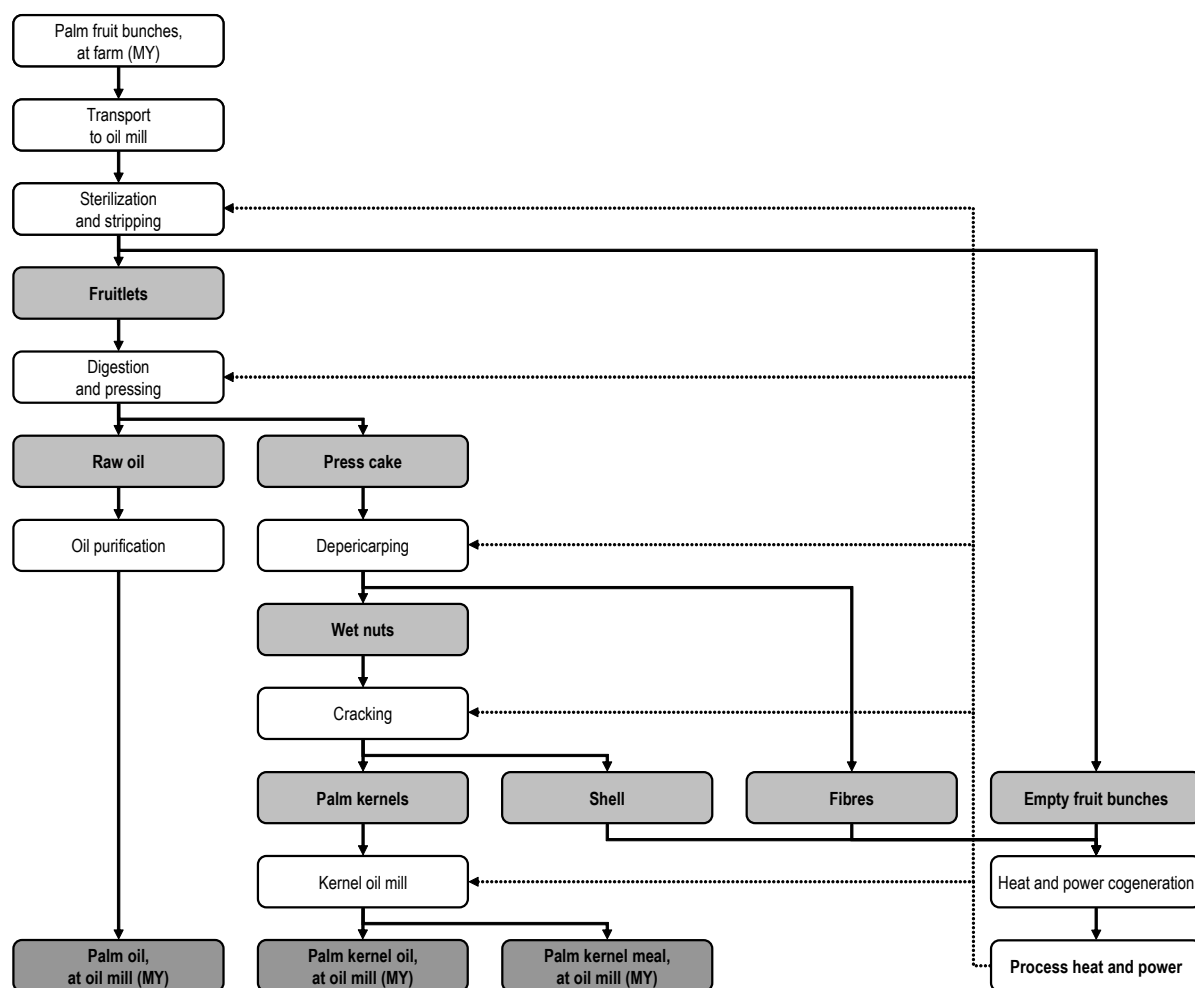 Palm fruit bunches,
at farm (MY)
Transport
to oil mill
Sterilization
and stripping
Fruitlets
Digestion
and pressing
Raw oil
Press cake
Oil purification
Depericarping
Wet nuts
Cracking
Palm kernels
Shell
Fibres
Empty fruit bunches
Kernel oil mill
Heat and power cogeneration
Palm oil,
at oil mill (MY)
Palm kernel oil,
at oil mill (MY)
Palm kernel meal,
at oil mill (MY)
Process heat and power